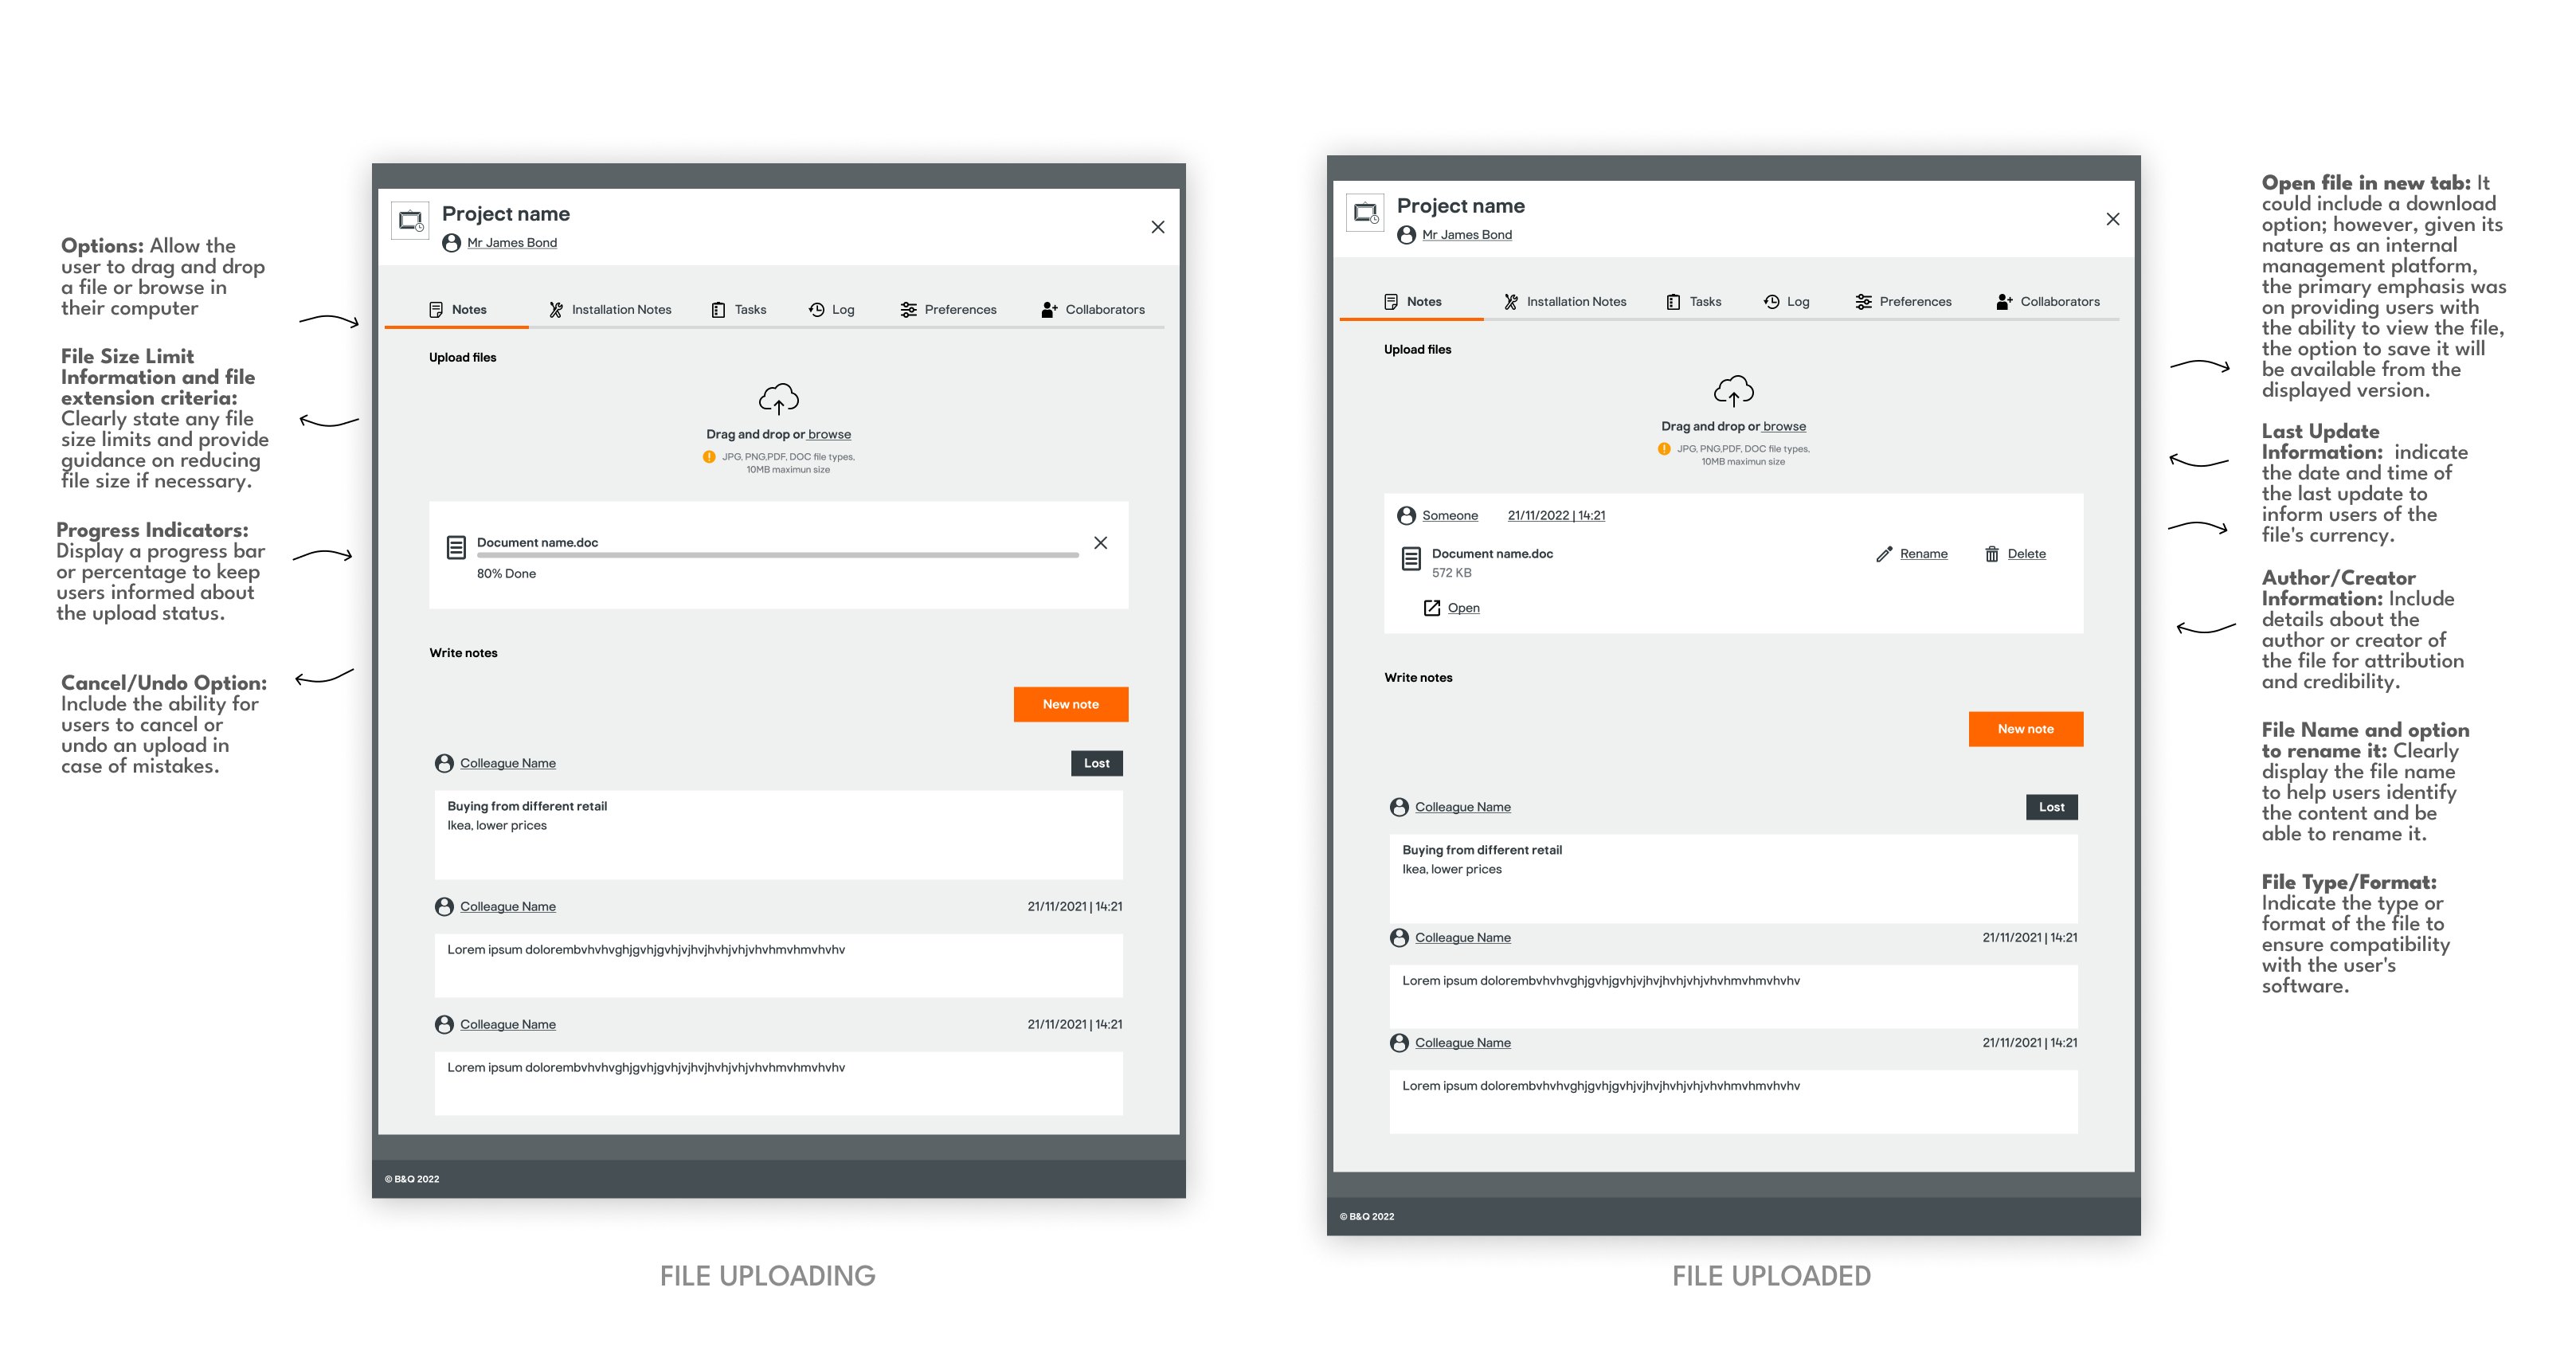 Options: Allow the
user to drag and drop
a file or browse in
their computer
File Size Limit
Information and file
extension criteria:
Clearly state any file
size limits and provide
guidance on reducing
file size if necessary.
Progress Indicators:
Display a progress bar
or percentage to keep
users informed about
the upload status.
Cancel/Undo Option:
Include the ability for
users to cancel or
undo an upload in
case of mistakes.
Project name
Mr James Bond
Notes Installation Notes Tasks Log Preferences Collaborators
Upload files
Drag and drop or browse
JPG, PNG,PDF, DOC file types,
10MB maximun size
Document name.doc
80% Done
Write notes
New note
Colleague Name Lost
Buying from different retail
Ikea, lower prices
Colleague Name 21/11/2021 | 14:21
Lorem ipsum dolorembvhvhvghjgvhjgvhjvjhvjhvjhvjhvhmvhmvhvhv
Colleague Name 21/11/2021 | 14:21
Lorem ipsum dolorembvhvhvghjgvhjgvhjvjhvjhvjhvjhvhmvhmvhvhv
© B&Q 2022
FILE UPLOADING
Project name
Mr James Bond
Notes Installation Notes Tasks Log Preferences Collaborators
Upload files
Drag and drop or browse
JPG, PNG,PDF, DOC file types,
10MB maximun size
Someone 21/11/2022 | 14:21
Document name.doc Rename Delete
572 KB
Open
Write notes
New note
Colleague Name Lost
Buying from different retail
Ikea, lower prices
Colleague Name 21/11/2021 | 14:21
Lorem ipsum dolorembvhvhvghjgvhjgvhjvjhvjhvjhvjhvhmvhmvhvhv
Colleague Name 21/11/2021 | 14:21
Lorem ipsum dolorembvhvhvghjgvhjgvhjvjhvjhvjhvjhvhmvhmvhvhv
© B&Q 2022
FILE UPLOADED
Open file in new tab: It
could include a download
option; however, given its
nature as an internal
management platform,
the primary emphasis was
on providing users with
the ability to view the file,
the option to save it will
be available from the
displayed version.
Last Update
Information: indicate
the date and time of
the last update to
inform users of the
file's currency.
Author/Creator
Information: Include
details about the
author or creator of
the file for attribution
and credibility.
File Name and option
to rename it: Clearly
display the file name
to help users identify
the content and be
able to rename it.
File Type/Format:
Indicate the type or
format of the file to
ensure compatibility
with the user's
software.